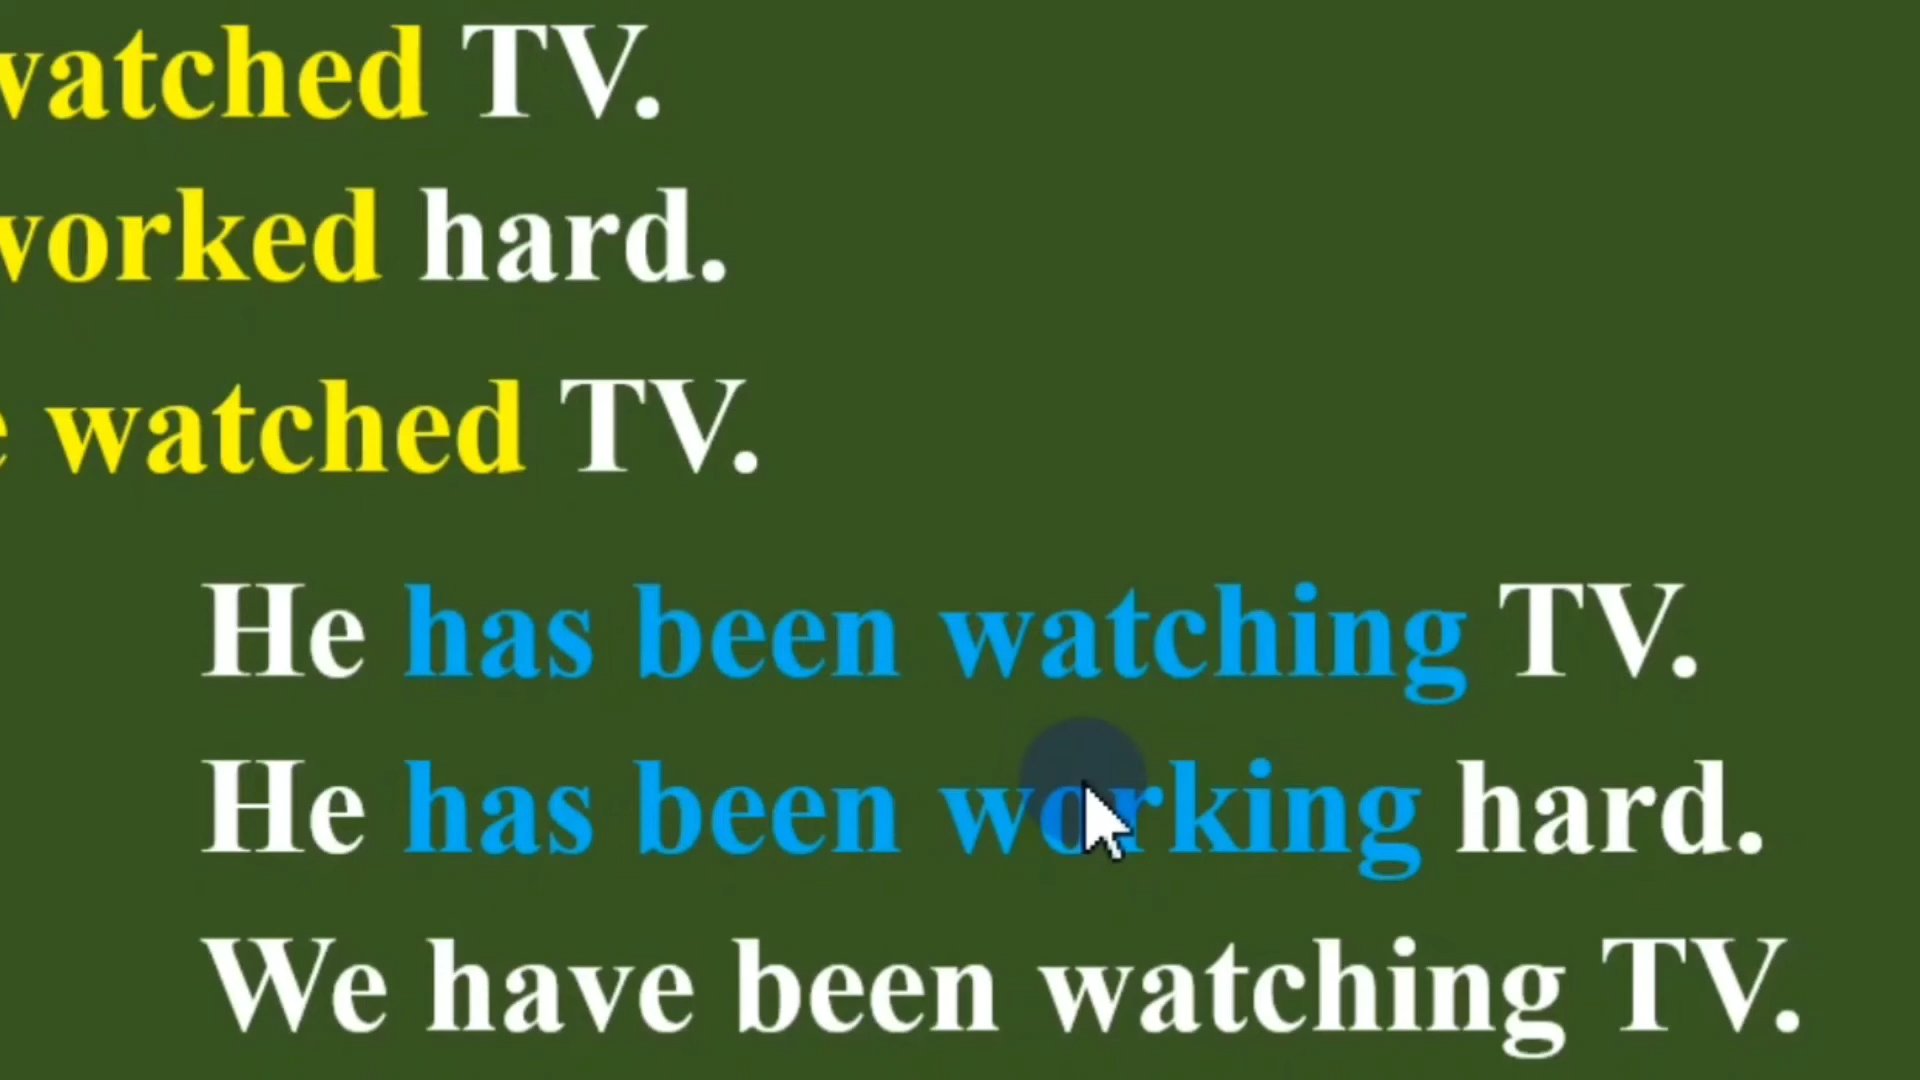 watched TV.
worked hard.
watched TV.
He has been watching TV.
He has been working hard.
We have been watching TV.